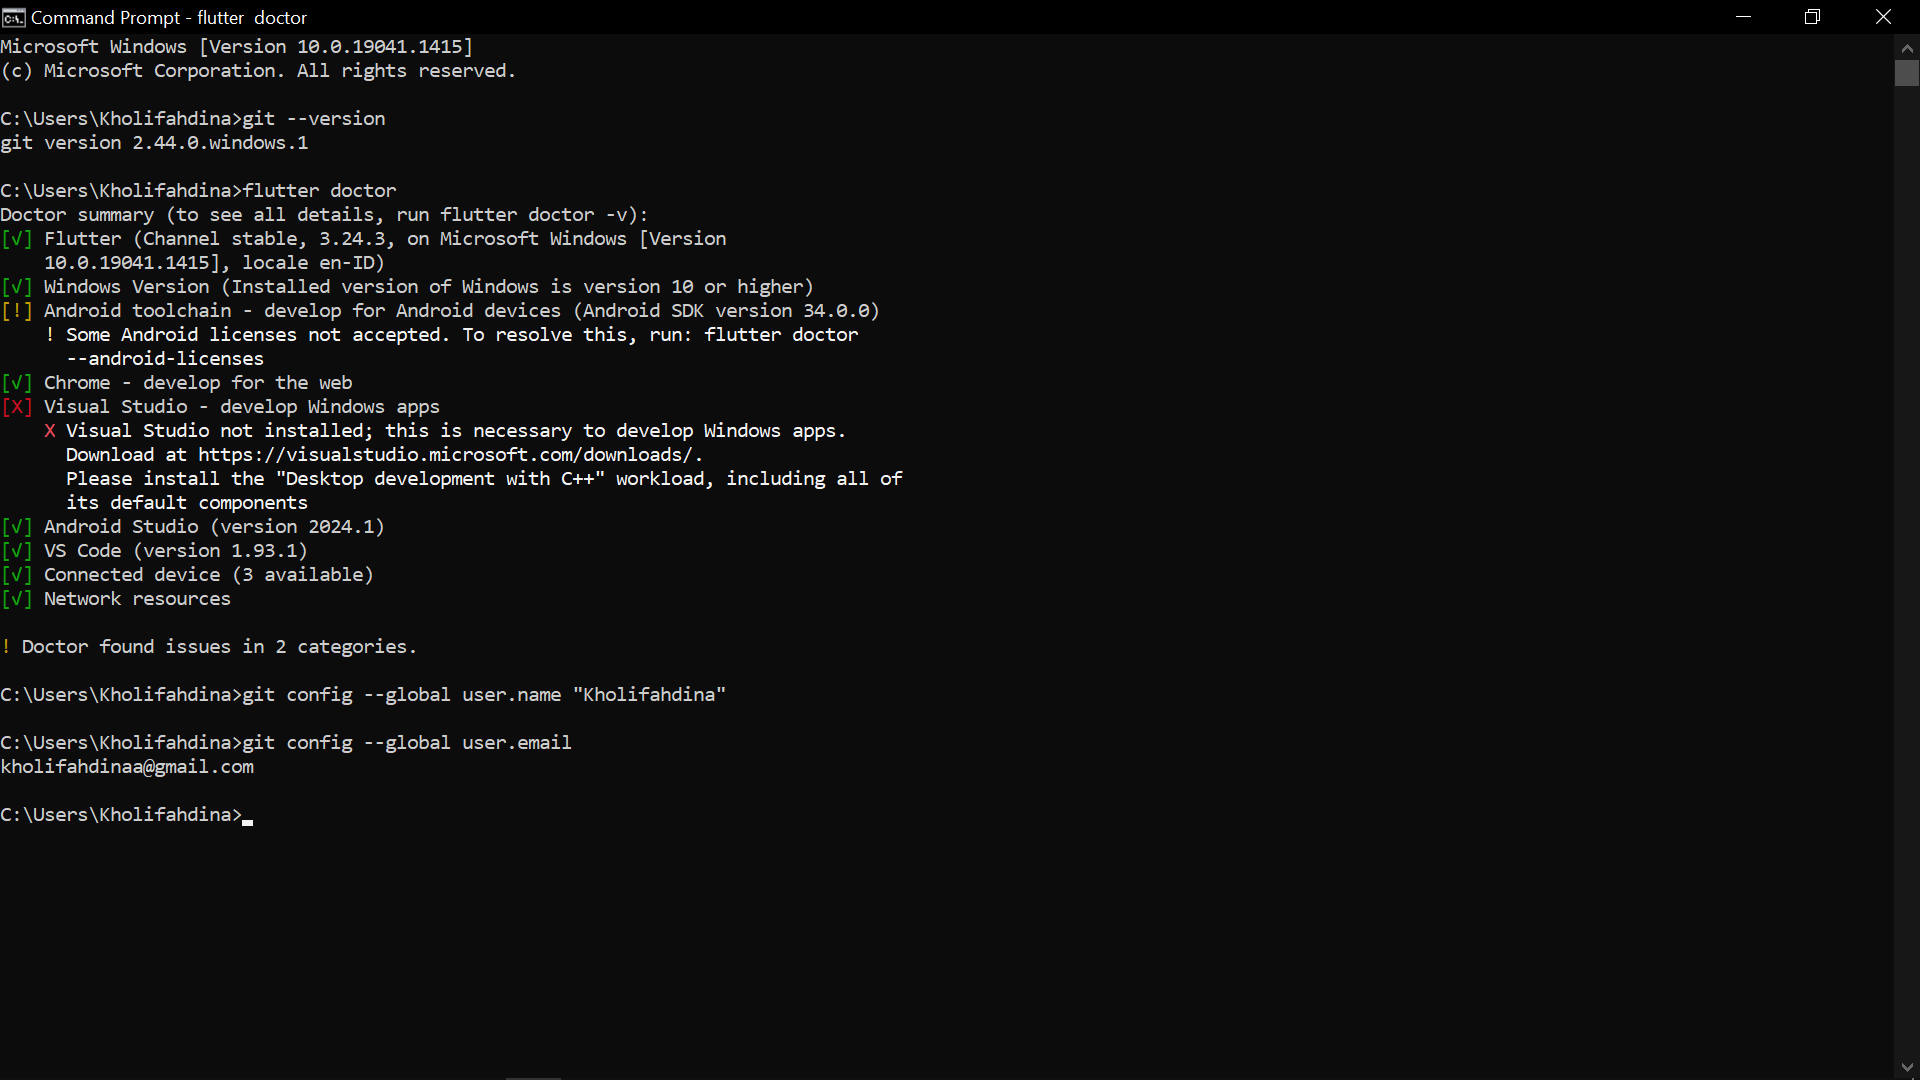 Command Prompt - flutter  doctor
Microsoft Windows [Version 10.0.19041.1415]
(c) Microsoft Corporation. All rights reserved.
C:\Users\Kholifahdina>git --version
git version 2.44.0.windows.1
C:\Users\Kholifahdina>flutter doctor
Doctor summary (to see all details, run flutter doctor -v):
[√] Flutter (Channel stable, 3.24.3, on Microsoft Windows [Version
10.0.19041.1415], locale en-ID)
[√] Windows Version (Installed version of Windows is version 10 or higher)
[!] Android toolchain - develop for Android devices (Android SDK version 34.0.0)
! Some Android licenses not accepted. To resolve this, run: flutter doctor
--android-licenses
[√] Chrome - develop for the web
[X] Visual Studio - develop Windows apps
X Visual Studio not installed; this is necessary to develop Windows apps.
Download at https://visualstudio.microsoft.com/downloads/.
Please install the "Desktop development with C++" workload, including all of
its default components
[√] Android Studio (version 2024.1)
[√] VS Code (version 1.93.1)
[√] Connected device (3 available)
[√] Network resources
! Doctor found issues in 2 categories.
C:\Users\Kholifahdina>git config --global user.name "Kholifahdina"
C:\Users\Kholifahdina>git config --global user.email
kholifahdinaa@gmail.com
C:\Users\Kholifahdina>